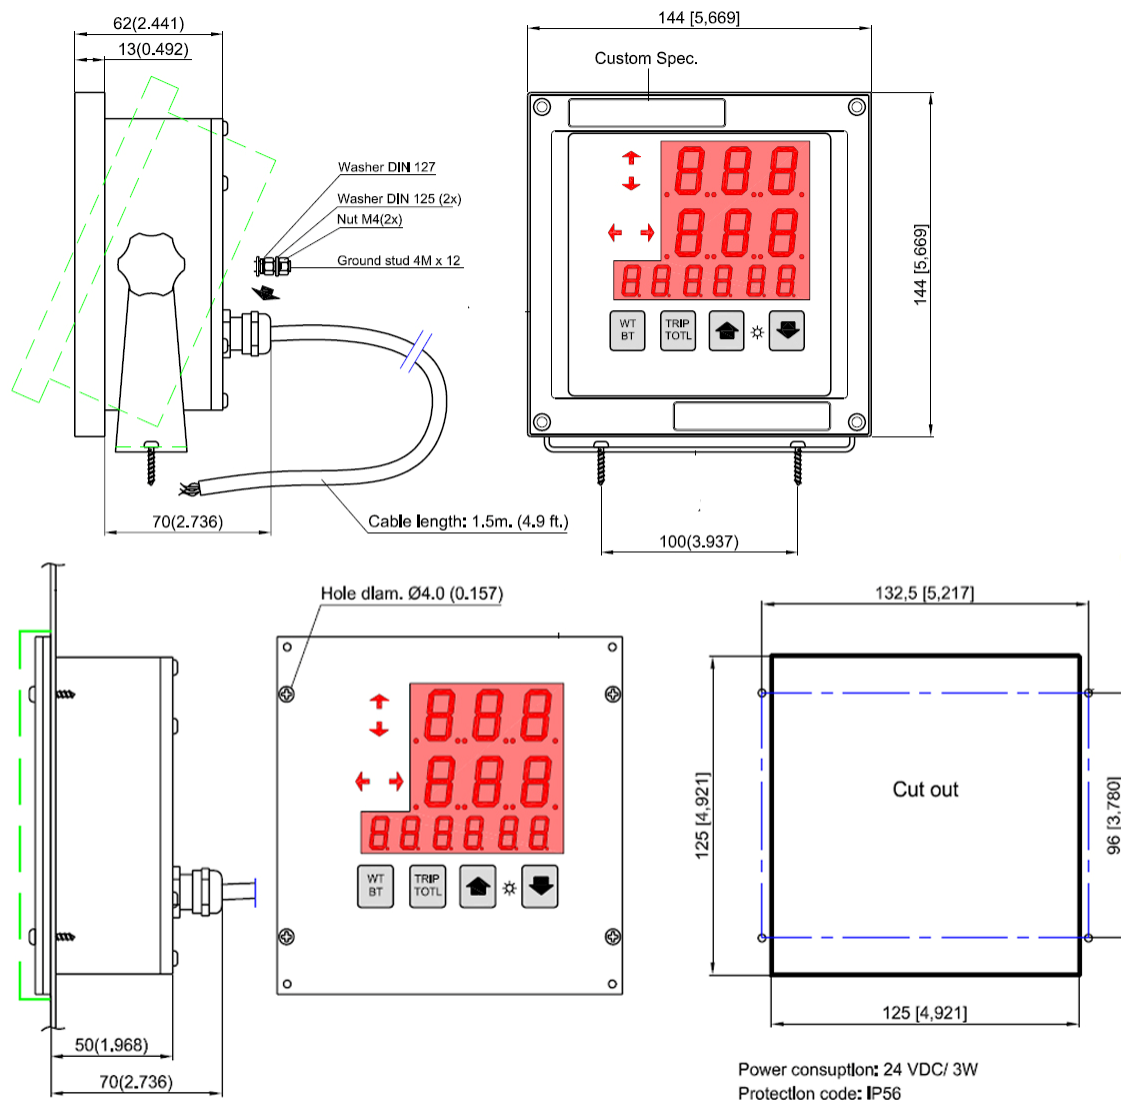 62(2.441)
13(0.492)
144 [5,669]
Custom Spec.
Washer DIN 127
Washer DIN 125 (2x)
Nut M4(2x)
Ground stud 4M x 12
144 [5,669]
WT
BT
TRIP
TOTL
70(2.736)
Cable length: 1.5m. (4.9 ft.)
100(3.937)
Hole diam. Ø4.0 (0.157)
132,5 [5,217]
WT
BT
TRIP
TOTL
Cut out
125 [4,921]
96 [3,780]
125 [4,921]
50(1.968)
70(2.736)
Power consuption: 24 VDC/ 3W
Protection code: IP56